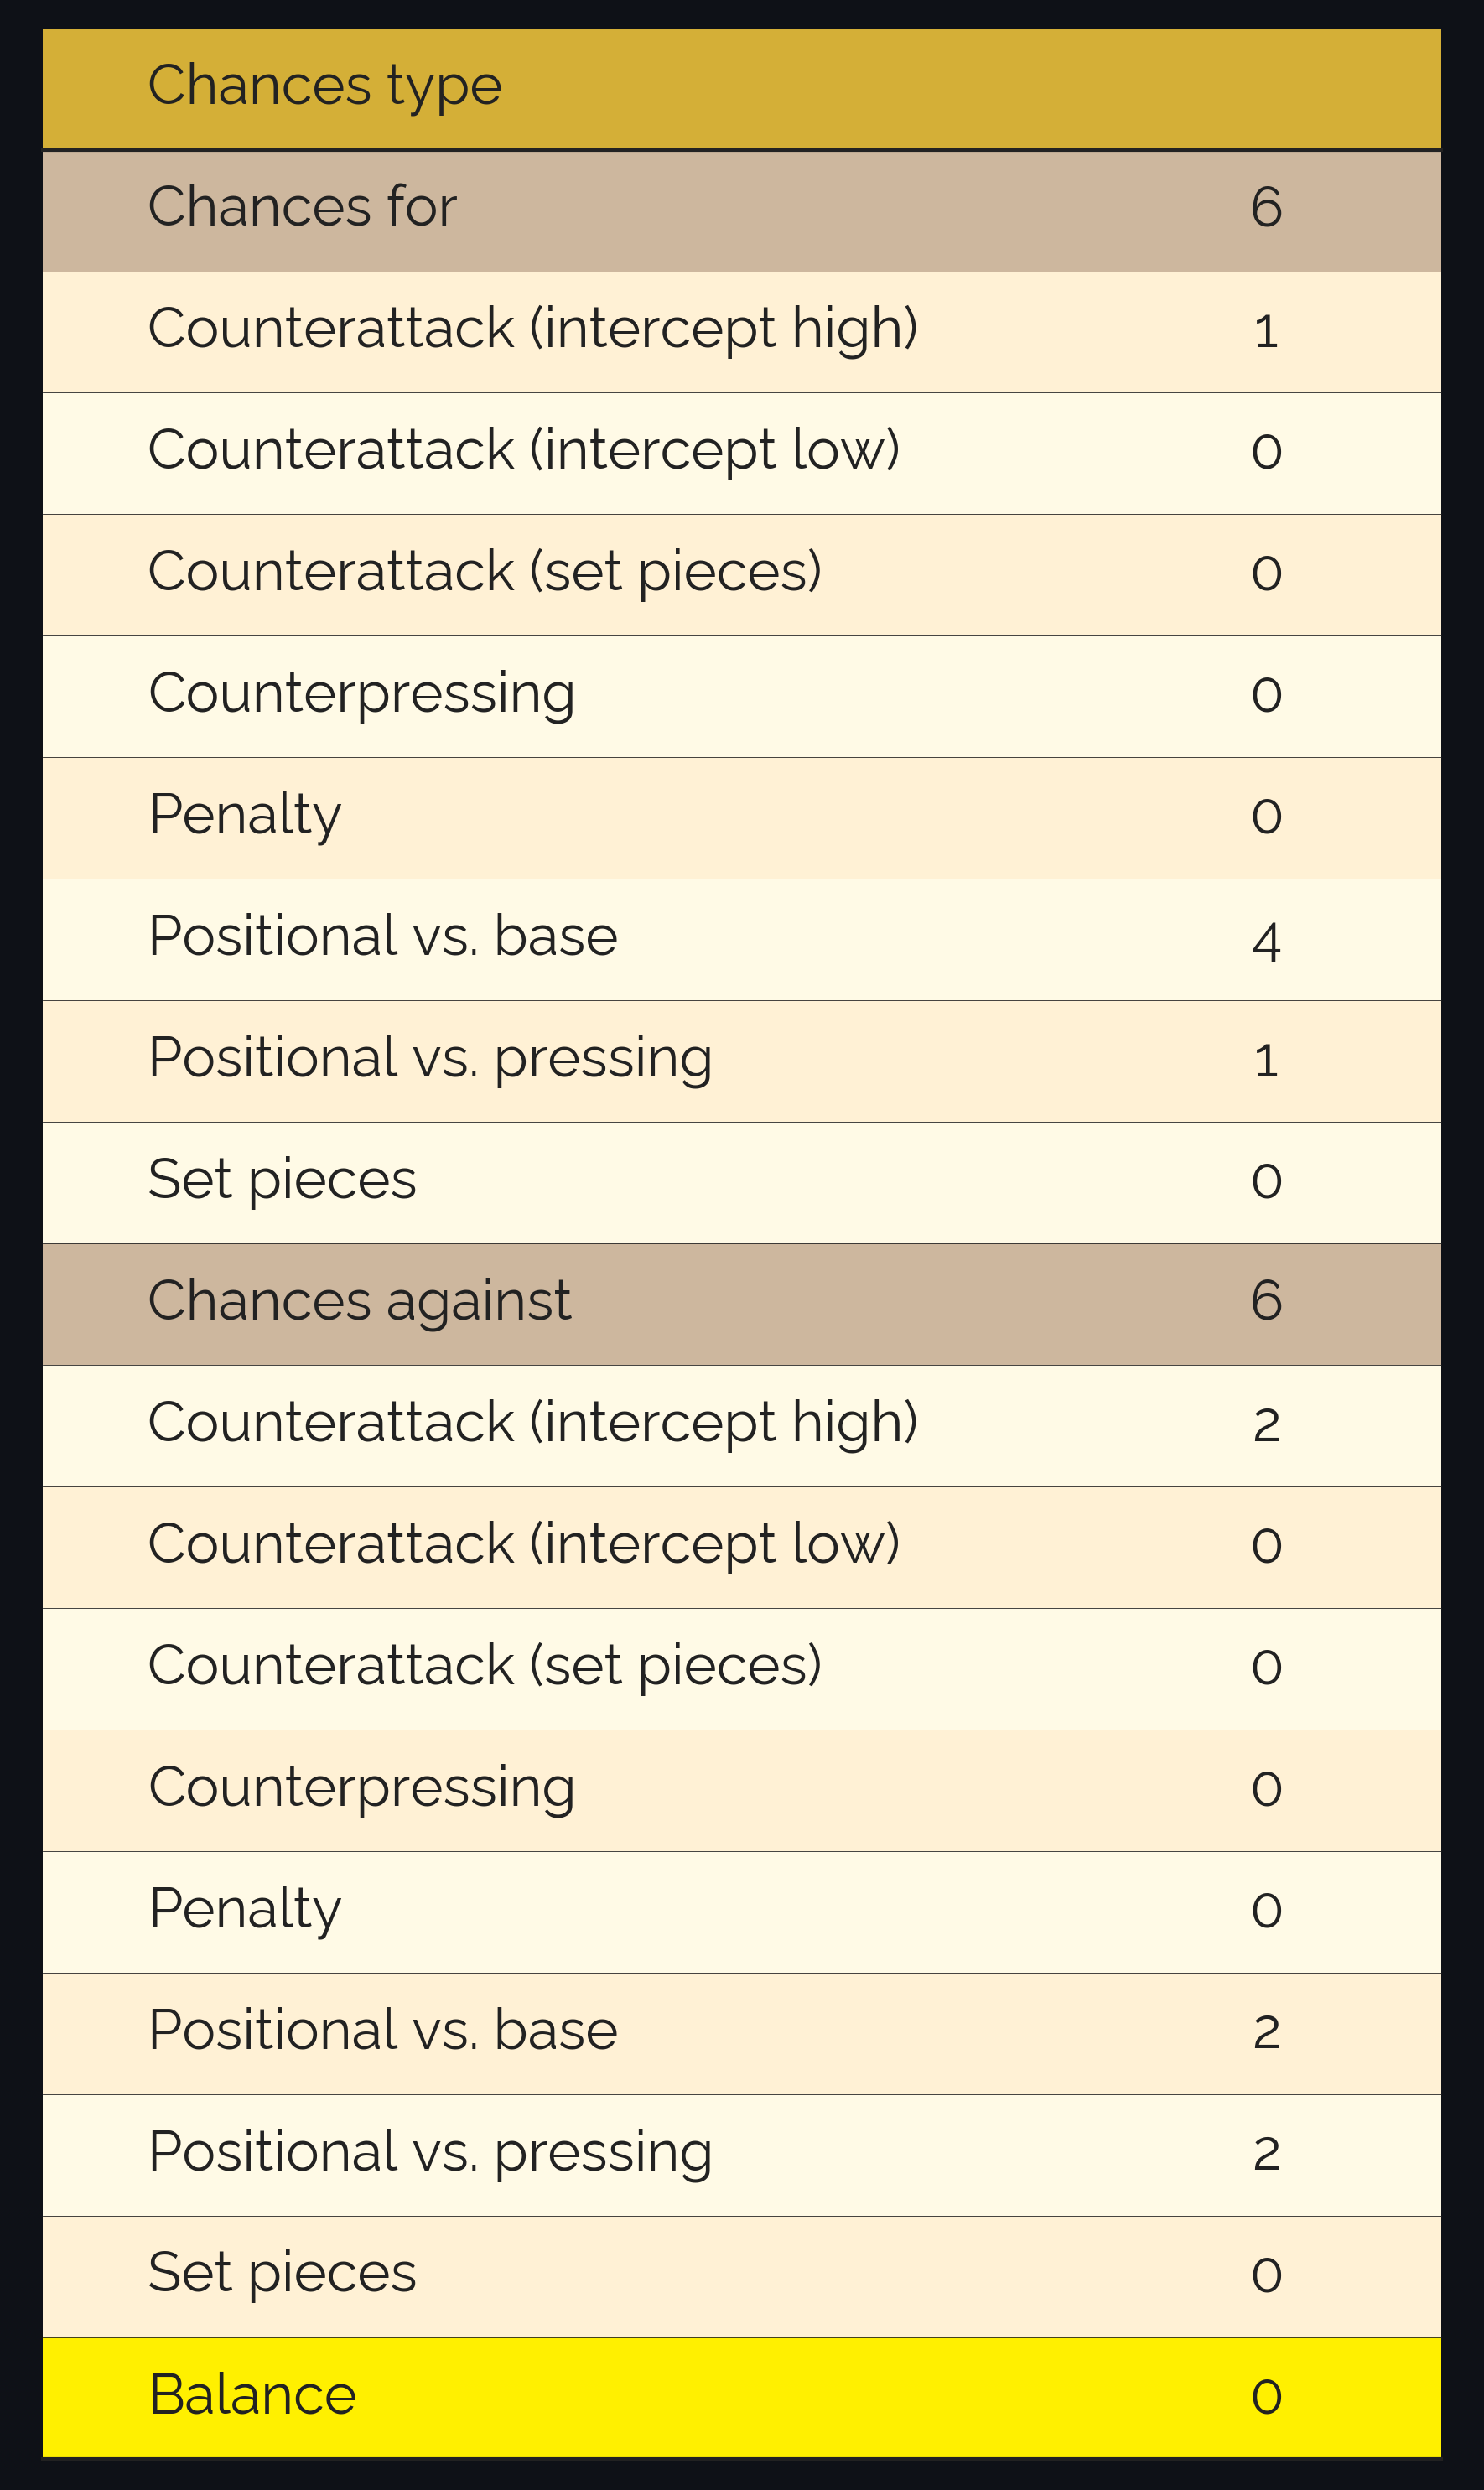 Chances type
Chances for 6
Counterattack (intercept high) 1
Counterattack (intercept low) 0
Counterattack (set pieces) 0
Counterpressing 0
Penalty 0
Positional vs. base 4
Positional vs. pressing 1
Set pieces 0
Chances against 6
Counterattack (intercept high) 2
Counterattack (intercept low) 0
Counterattack (set pieces) 0
Counterpressing 0
Penalty 0
Positional vs. base 2
Positional vs. pressing 2
Set pieces 0
Balance 0